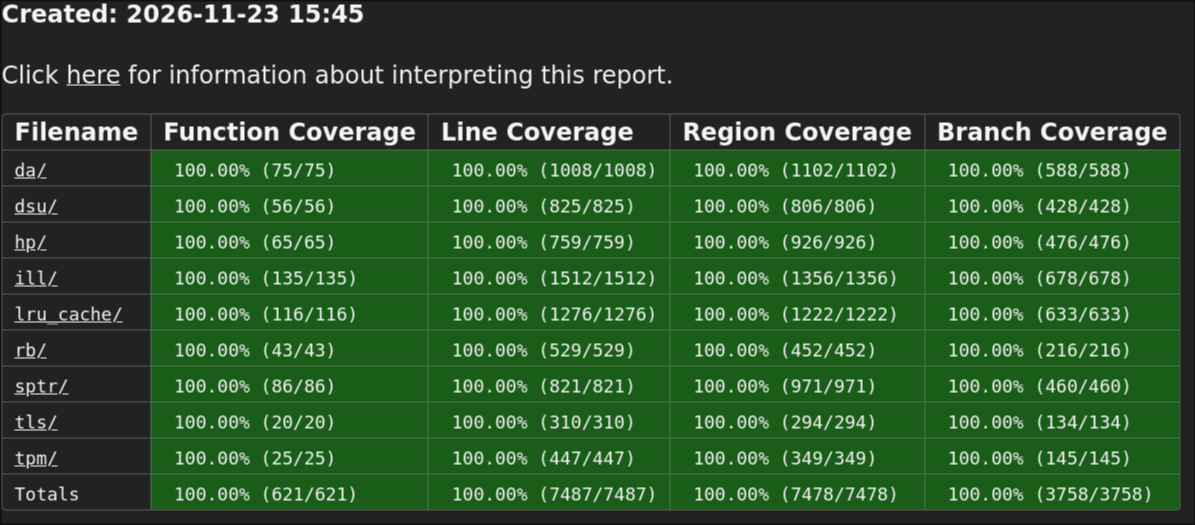 Created: 2026-11-23 15:45
Click here for information about interpreting this report.
Filename Function Coverage Line Coverage Region Coverage Branch Coverage
da/ 100.00% (75/75) 100.00% (1008/1008) 100.00% (1102/1102) 100.00% (588/588)
dsu/ 100.00% (56/56) 100.00% (825/825) 100.00% (806/806) 100.00% (428/428)
hp/ 100.00% (65/65) 100.00% (759/759) 100.00% (926/926) 100.00% (476/476)
ill/ 100.00% (135/135) 100.00% (1512/1512) 100.00% (1356/1356) 100.00% (678/678)
lru_cache/ 100.00% (116/116) 100.00% (1276/1276) 100.00% (1222/1222) 100.00% (633/633)
rb/ 100.00% (43/43) 100.00% (529/529) 100.00% (452/452) 100.00% (216/216)
sptr/ 100.00% (86/86) 100.00% (821/821) 100.00% (971/971) 100.00% (460/460)
tls/ 100.00% (20/20) 100.00% (310/310) 100.00% (294/294) 100.00% (134/134)
tpm/ 100.00% (25/25) 100.00% (447/447) 100.00% (349/349) 100.00% (145/145)
Totals 100.00% (621/621) 100.00% (7487/7487) 100.00% (7478/7478) 100.00% (3758/3758)